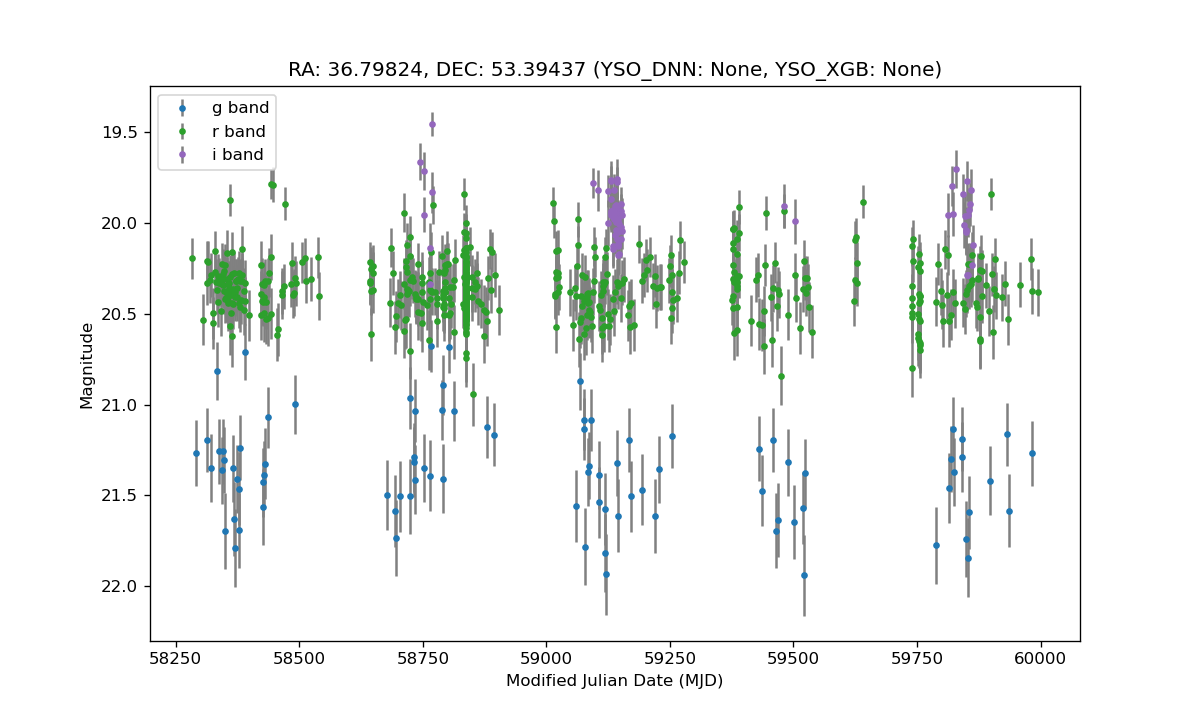 RA: 36.79824, DEC: 53.39437 (YSO_DNN: None, YSO_XGB: None)
g band
r band
i band
19.5
20.0
20.5
21.0
21.5
22.0
Magnitude
58250 58500 58750 59000 59250 59500 59750 60000
Modified Julian Date (MJD)